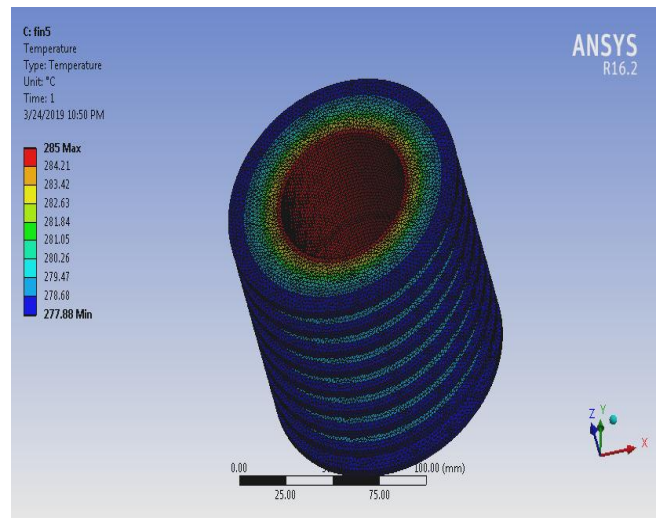 C: fin5
Temperature
Type: Temperature
Unit: °C
Time: 1
3/24/2019 10:50 PM
285 Max
284.21
283.42
282.63
281.84
281.05
280.26
279.47
278.68
277.88 Min
ANSYS
R16.2
Z
Y
X
0.00
100.00 (mm)
25.00
75.00